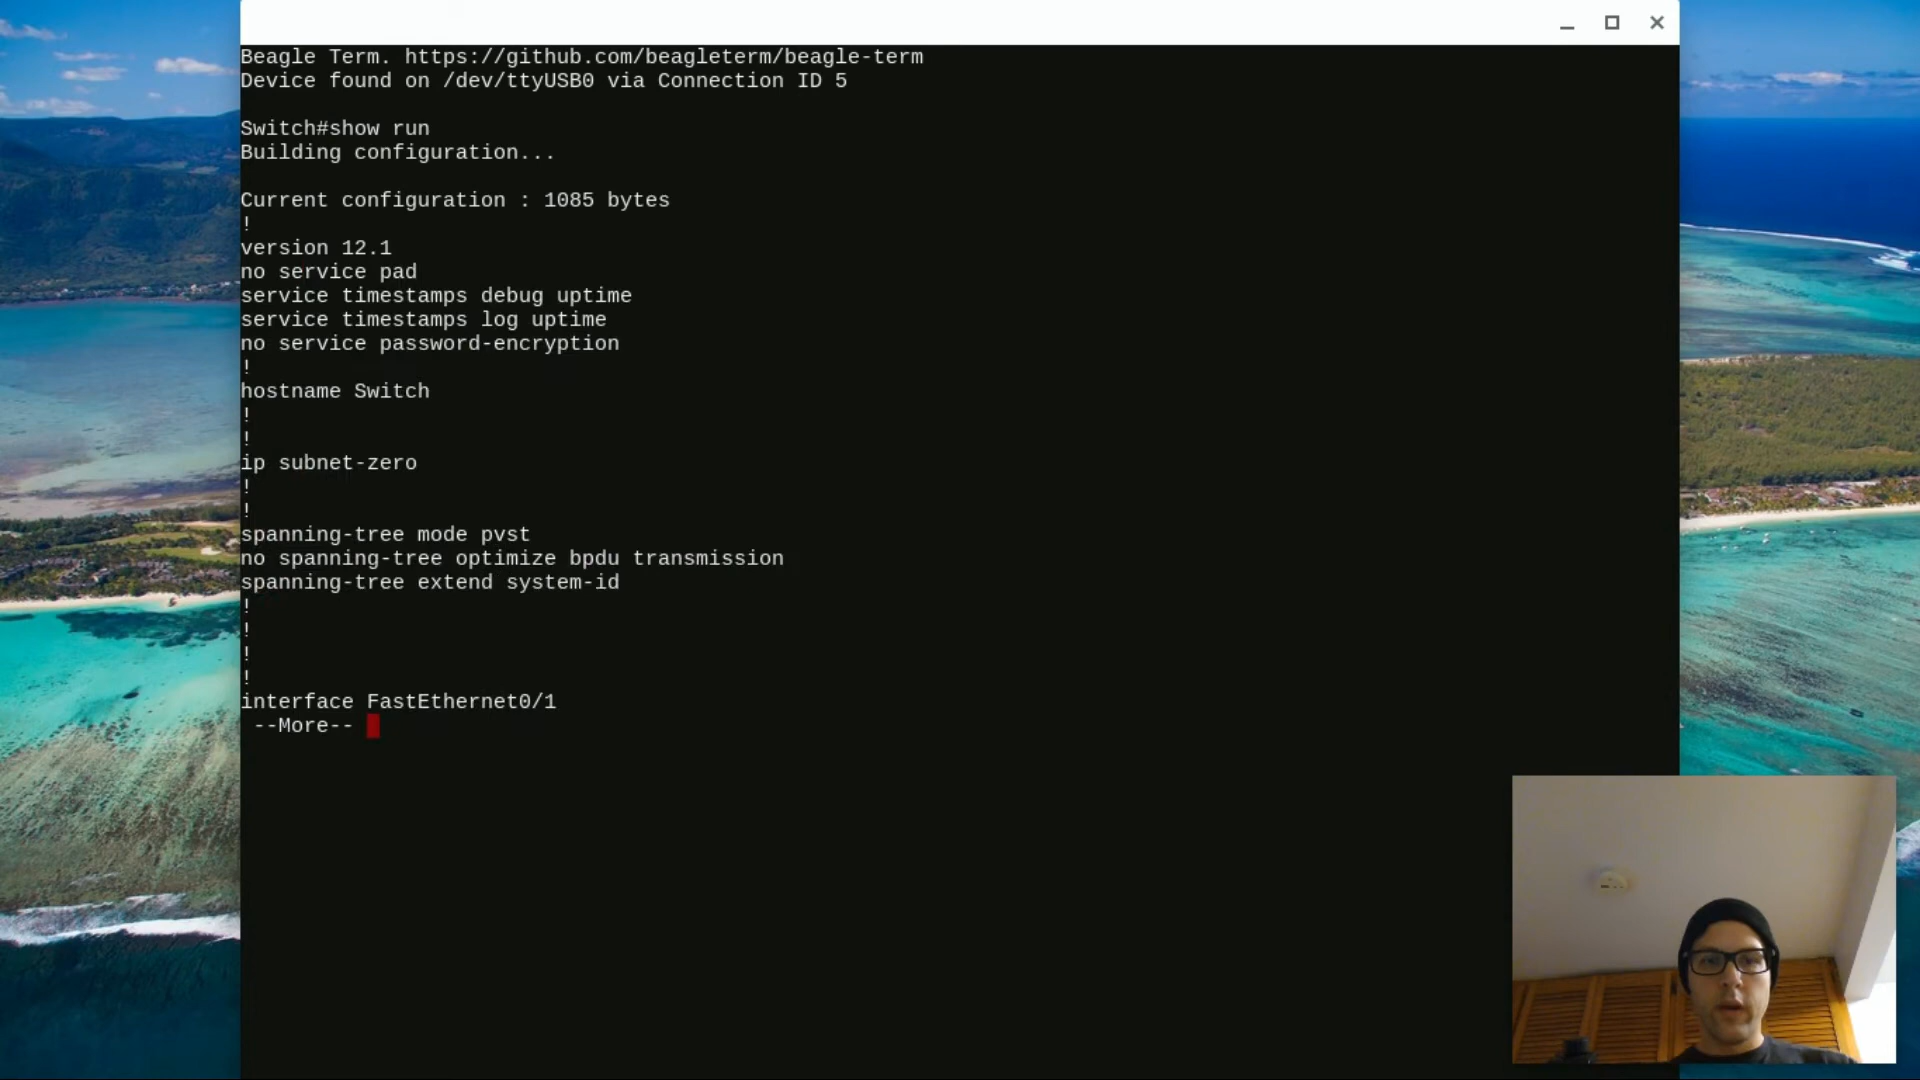 Beagle Term. https://github.com/beagleterm/beagle-term
Device found on /dev/ttyUSB0 via Connection ID 5
Switch#show run
Building configuration...
Current configuration : 1085 bytes
!
version 12.1
no service pad
service timestamps debug uptime
service timestamps log uptime
no service password-encryption
!
hostname Switch
!
!
ip subnet-zero
!
!
spanning-tree mode pvst
no spanning-tree optimize bpdu transmission
spanning-tree extend system-id
!
!
!
!
interface FastEthernet0/1
--More--